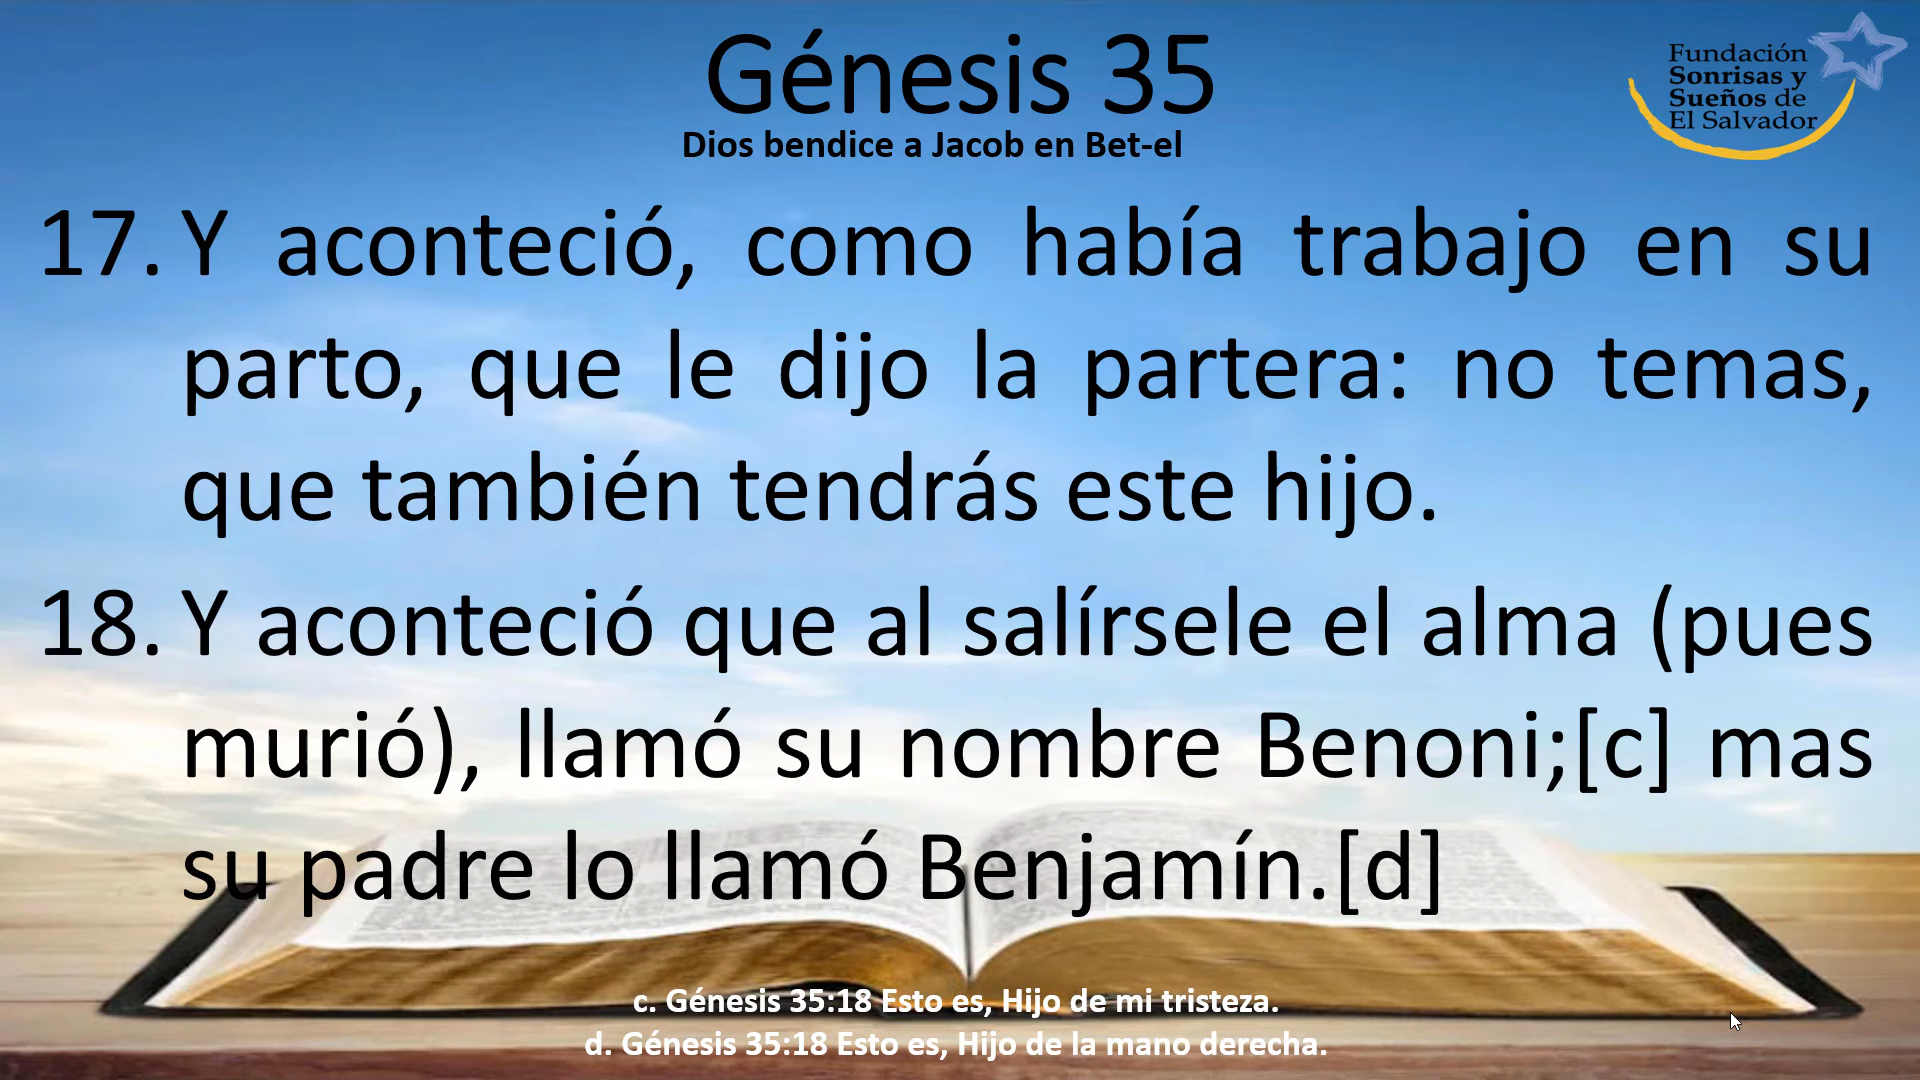 Génesis 35
Dios bendice a Jacob en Bet-el
Fundación
Sonrisas y
Sueños de
El Salvador
17. Y aconteció, como había trabajo en su
parto, que le dijo la partera: no temas,
que también tendrás este hijo.
18. Y aconteció que al salírsele el alma (pues
murió), llamó su nombre Benoni;[c] mas
su padre lo llamó Benjamín.[d]
c. Génesis 35:18 Esto es, Hijo de mi tristeza.
d. Génesis 35:18 Esto es, Hijo de la mano derecha.